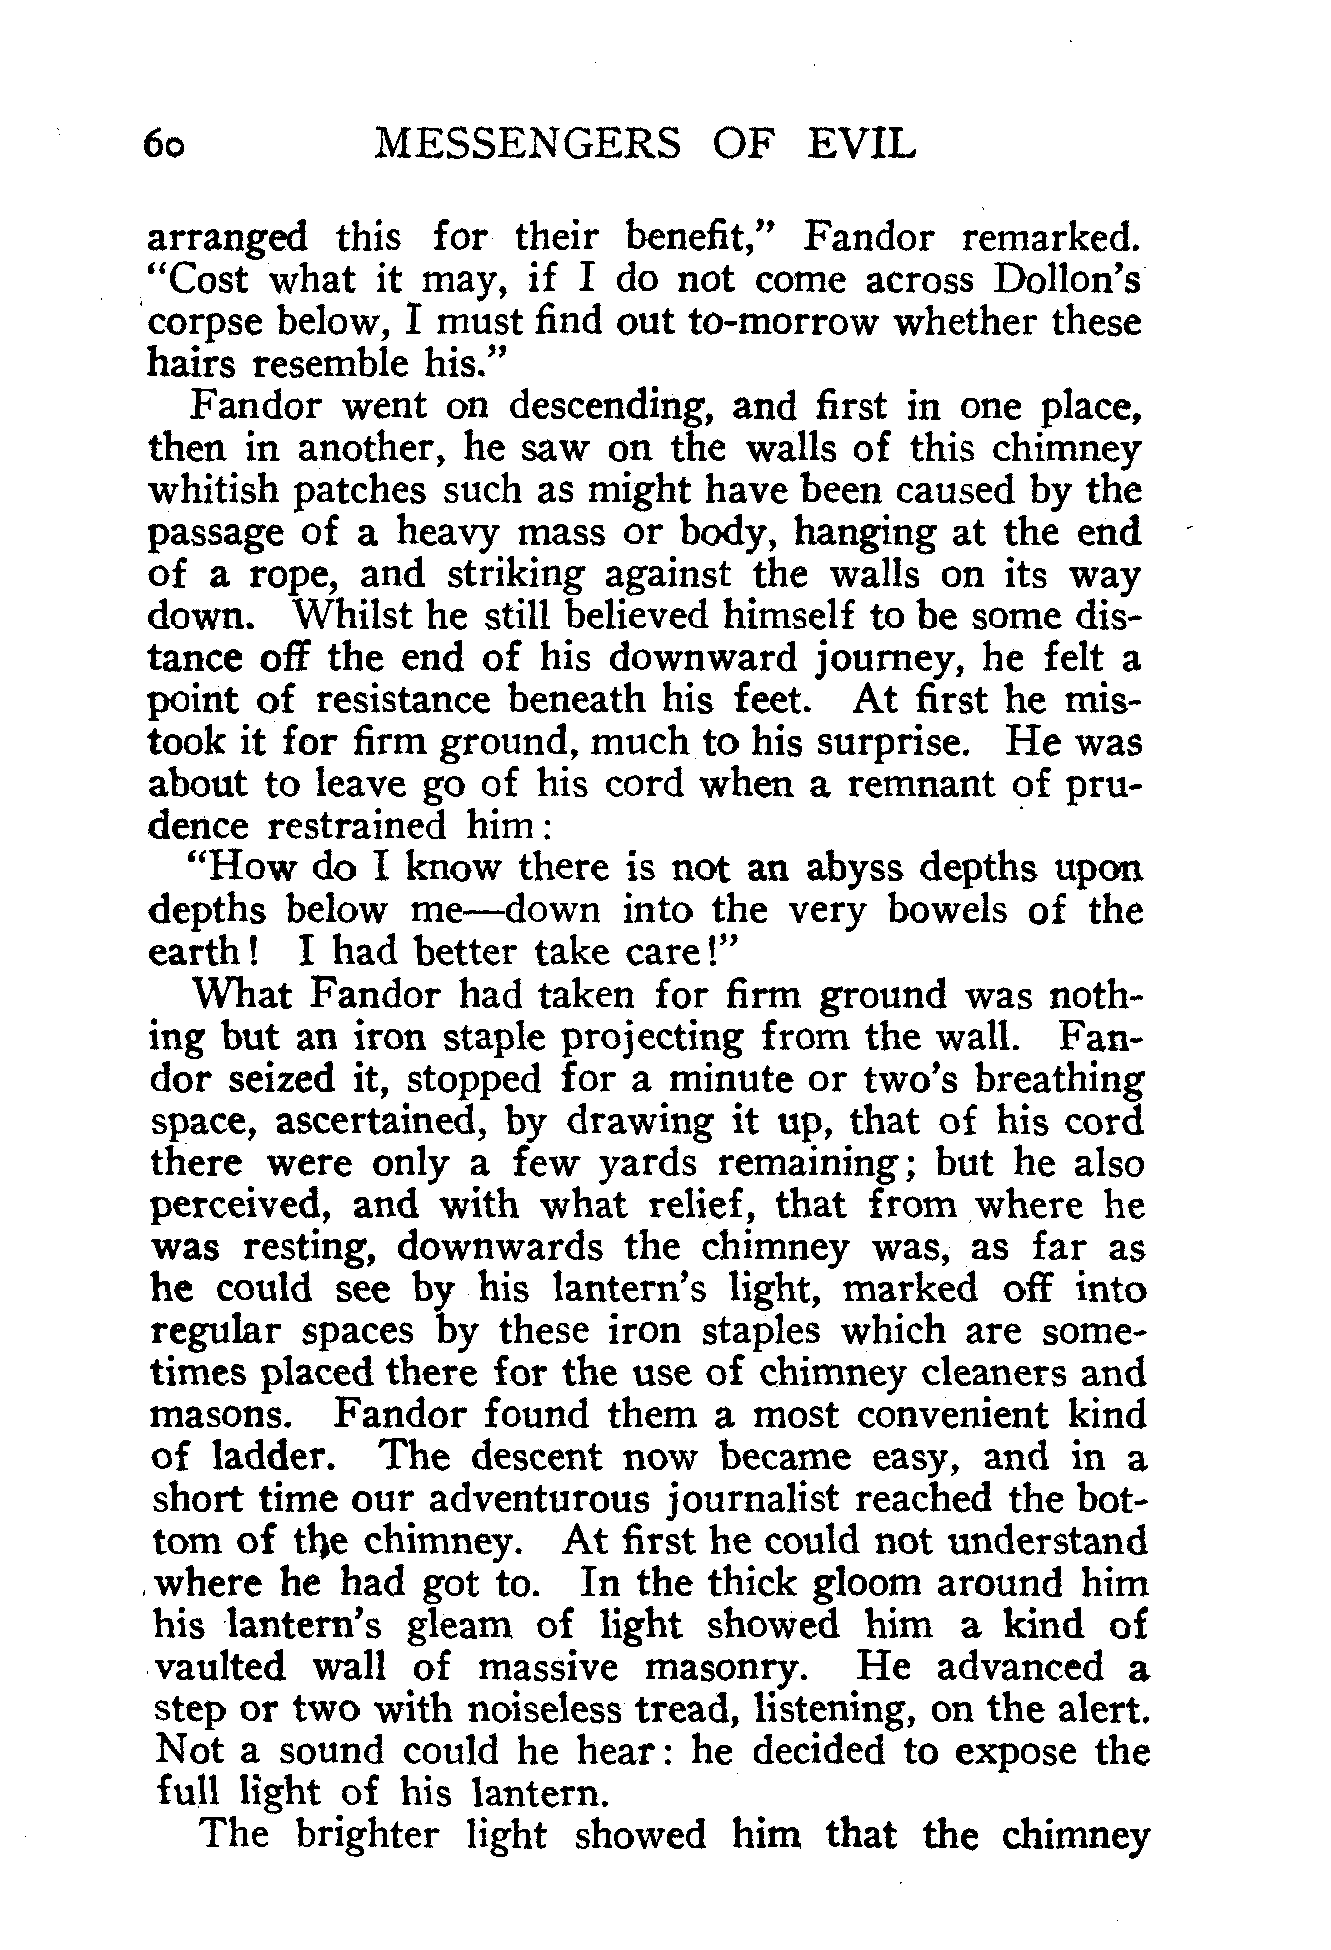 60 MESSENGERS OF EVIL
arranged this for their benefit,” Fandor remarked.
“Cost what it may, if I do not come across Dollon’s
corpse below, I must find out to-morrow whether these
hairs resemble his.”
Fandor went on descending, and first in one place,
then in another, he saw on the walls of this chimney
whitish patches such as might have been caused by the
passage of a heavy mass or body, hanging at the end
of a rope, and striking against the walls on its way
down. Whilst he still believed himself to be some dis-
tance off the end of his downward journey, he felt a
point of resistance beneath his feet. At first he mis-
took it for firm ground, much to his surprise. He was
about to leave go of his cord when a remnant of pru-
dence restrained him:
“How do I know there is not an abyss depths upon
depths below me—down into the very bowels of the
earth! I had better take care!”
What Fandor had taken for firm ground was noth-
ing but an iron staple projecting from the wall. Fan-
dor seized it, stopped for a minute or two’s breathing
space, ascertained, by drawing it up, that of his cord
there were only a few yards remaining; but he also
perceived, and with what relief, that from where he
was resting, downwards the chimney was, as far as
he could see by his lantern’s light, marked off into
regular spaces by these iron staples which are some-
times placed there for the use of chimney cleaners and
masons. Fandor found them a most convenient kind
of ladder. The descent now became easy, and in a
short time our adventurous journalist reached the bot-
tom of the chimney. At first he could not understand
where he had got to. In the thick gloom around him
his lantern’s gleam of light showed him a kind of
vaulted wall of massive masonry. He advanced a
step or two with noiseless tread, listening, on the alert.
Not a sound could he hear: he decided to expose the
full light of his lantern.
The brighter light showed him that the chimney